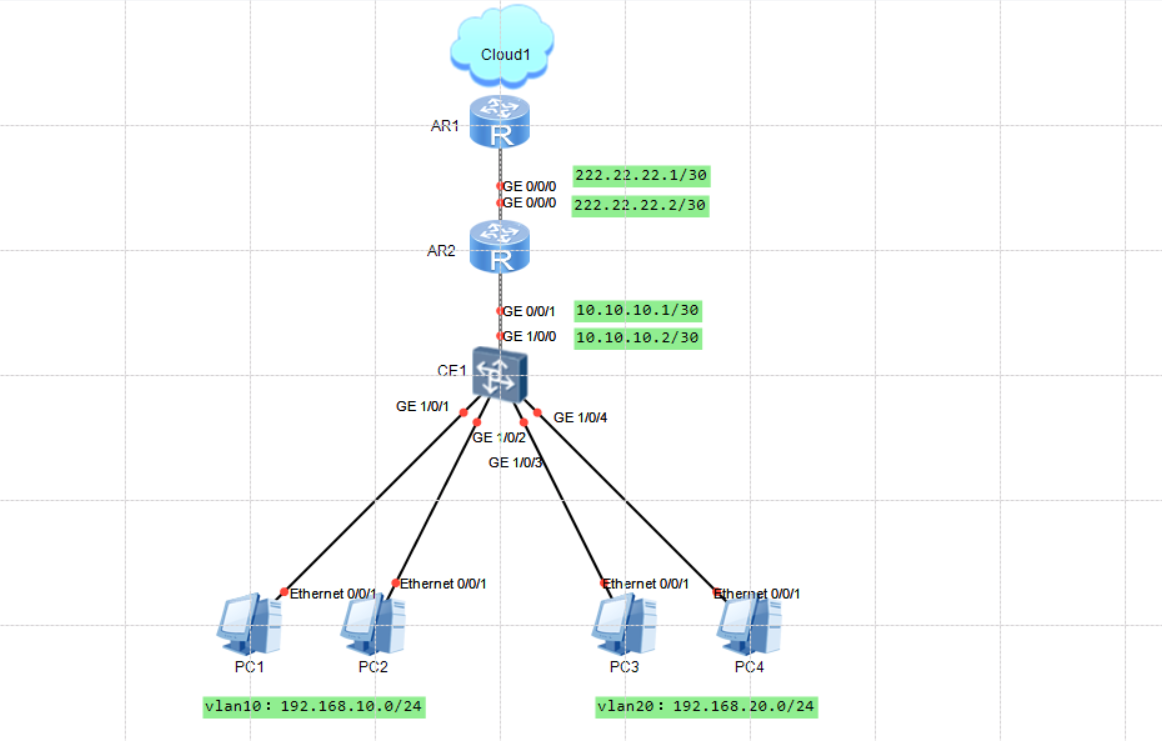 Cloud1
AR1
R
GE 0/0/0
222.22.22.1/30
GE 0/0/0
222.22.22.2/30
AR2
R
GE 0/0/1
10.10.10.1/30
GE 1/0/0
10.10.10.2/30
CE1
GE 1/0/1
GE 1/0/4
GE 1/0/2
GE 1/0/3
Ethernet 0/0/1
Ethernet 0/0/1
Ethernet 0/0/1
Ethernet 0/0/1
PC1
PC2
PC3
PC4
vlan10：192.168.10.0/24
vlan20：192.168.20.0/24